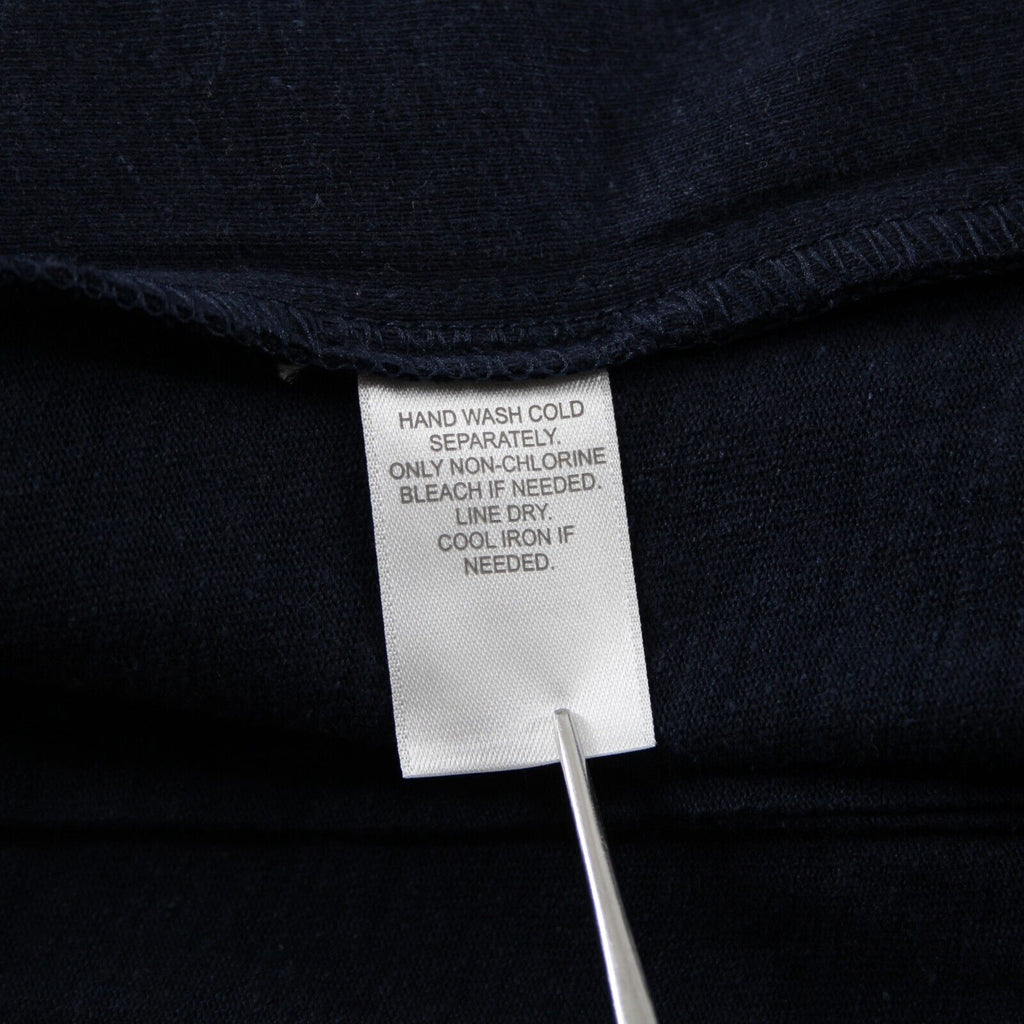 HAND WASH COLD
SEPARATELY.
ONLY NON-CHLORINE
BLEACH IF NEEDED.
LINE DRY.
COOL IRON IF
NEEDED.